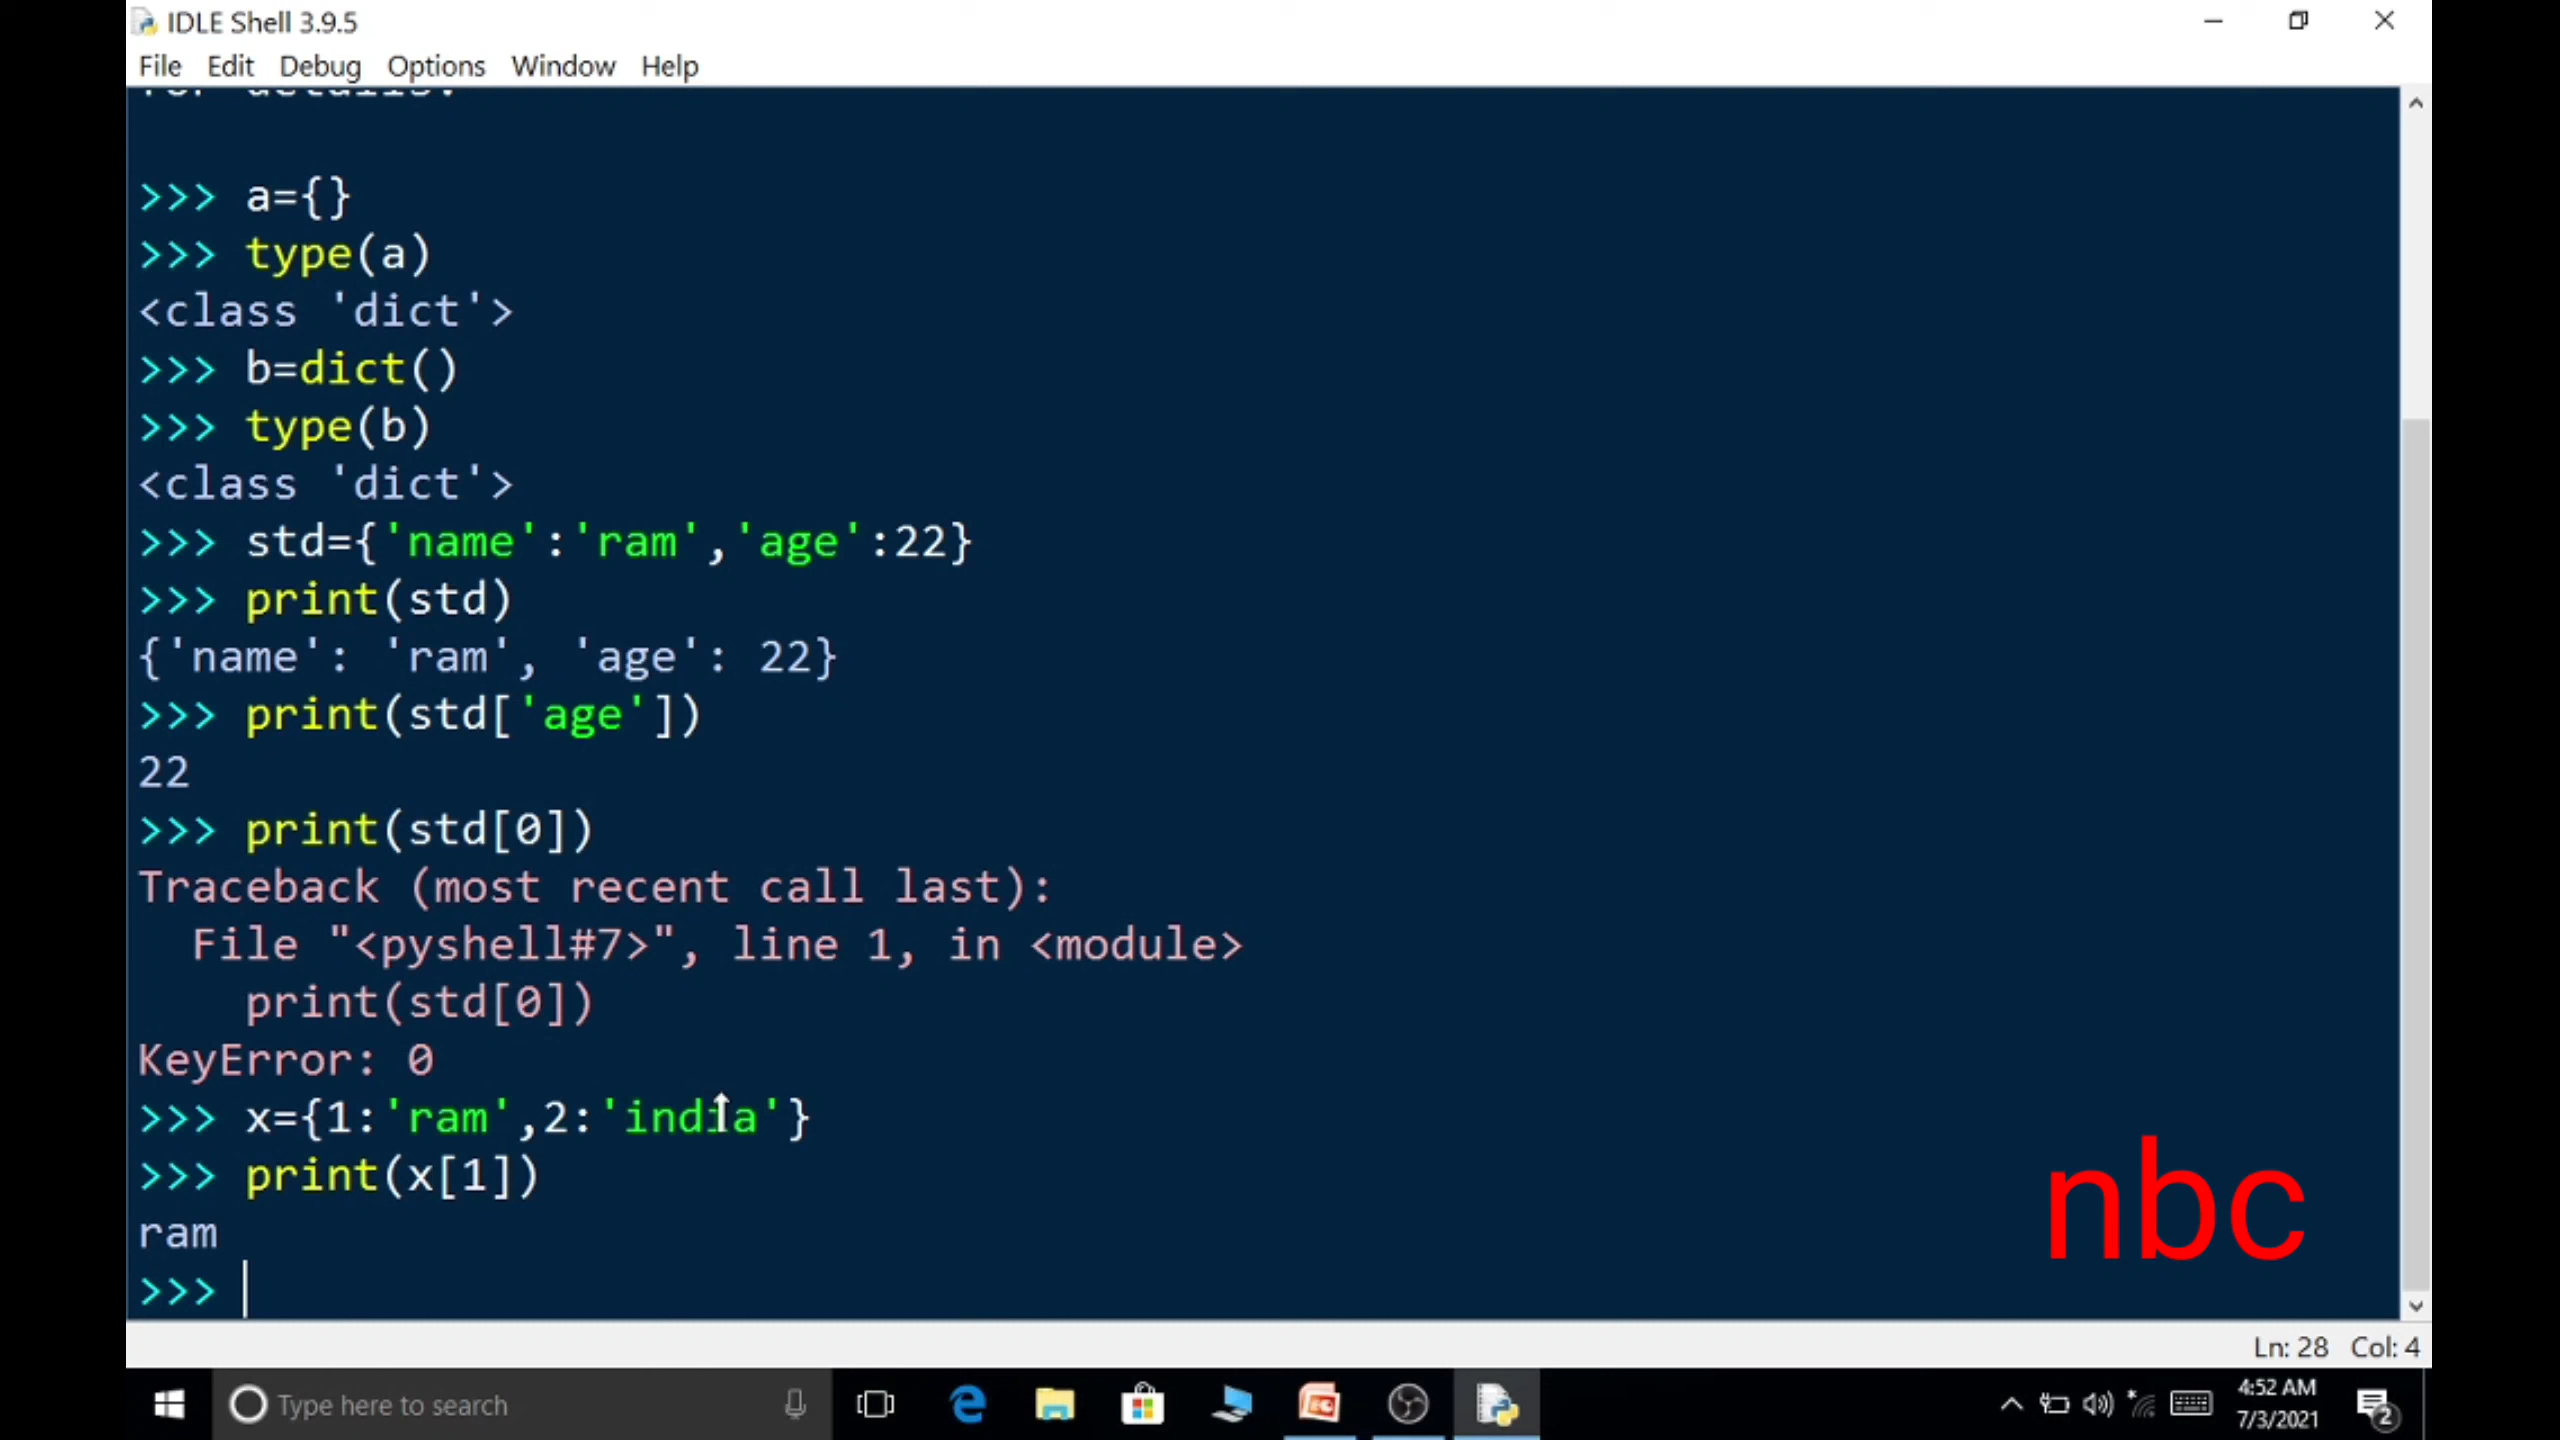 IDLE Shell 3.9.5
File Edit Debug Options Window Help
for details.
>>> a={}
>>> type(a)
<class 'dict'>
>>> b=dict()
>>> type(b)
<class 'dict'>
>>> std={'name':'ram','age':22}
>>> print(std)
{'name': 'ram', 'age': 22}
>>> print(std['age'])
22
>>> print(std[0])
Traceback (most recent call last):
  File "<pyshell#7>", line 1, in <module>
    print(std[0])
KeyError: 0
>>> x={1:'ram',2:'india'}
>>> print(x[1])
ram
>>>
nbc
Ln: 28 Col: 4
Type here to search
4:52 AM
7/3/2021
2